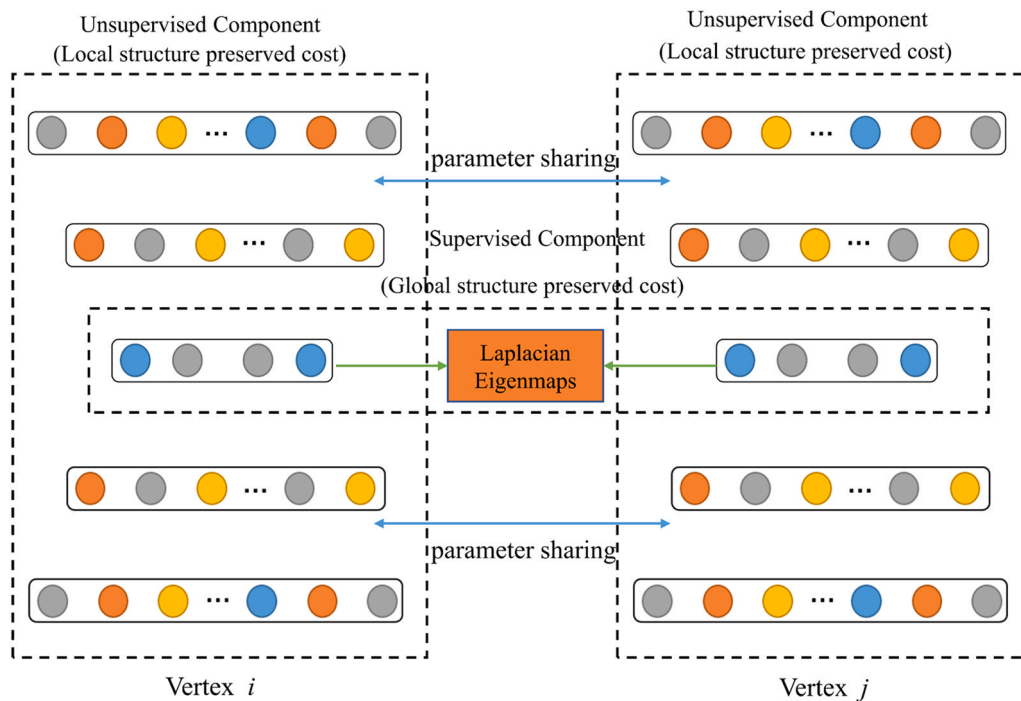 Unsupervised Component
(Local structure preserved cost)
Unsupervised Component
(Local structure preserved cost)
...
...
parameter sharing
...
Supervised Component
...
(Global structure preserved cost)
Laplacian
Eigenmaps
...
...
parameter sharing
...
...
Vertex i
Vertex j